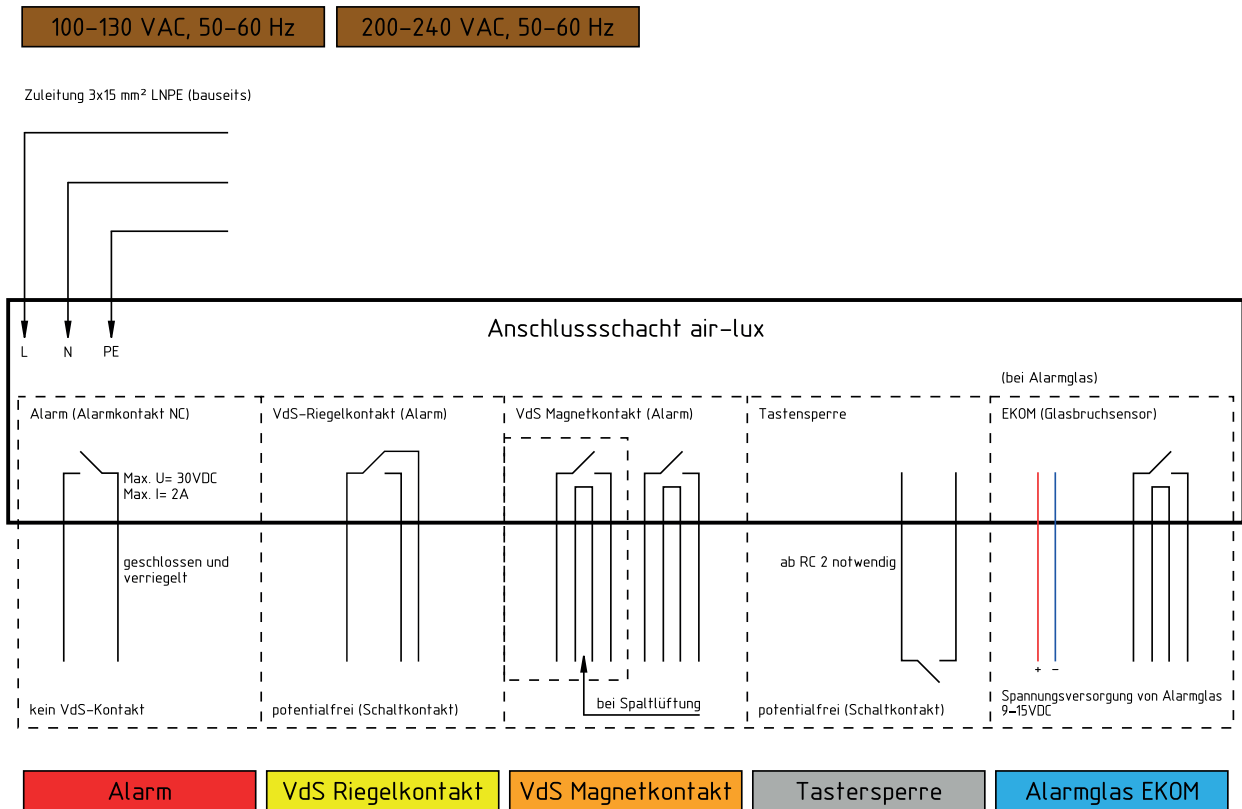 100-130 VAC, 50-60 Hz
200-240 VAC, 50-60 Hz
Zuleitung 3x15 mm² LNPE (bauseits)
Anschlussschacht air-lux
L
N
PE
(bei Alarmglas)
Alarm (Alarmkontakt NC)
VdS-Riegelkontakt (Alarm)
VdS Magnetkontakt (Alarm)
Tastensperre
EKOM (Glasbruchsensor)
Max. U= 30VDC
Max. I= 2A
geschlossen und
verriegelt
ab RC 2 notwendig
+
-
kein VdS-Kontakt
potentialfrei (Schaltkontakt)
bei Spaltlüftung
potentialfrei (Schaltkontakt)
Spannungsversorgung von Alarmglas
9-15VDC
Alarm
VdS Riegelkontakt
VdS Magnetkontakt
Tastersperre
Alarmglas EKOM